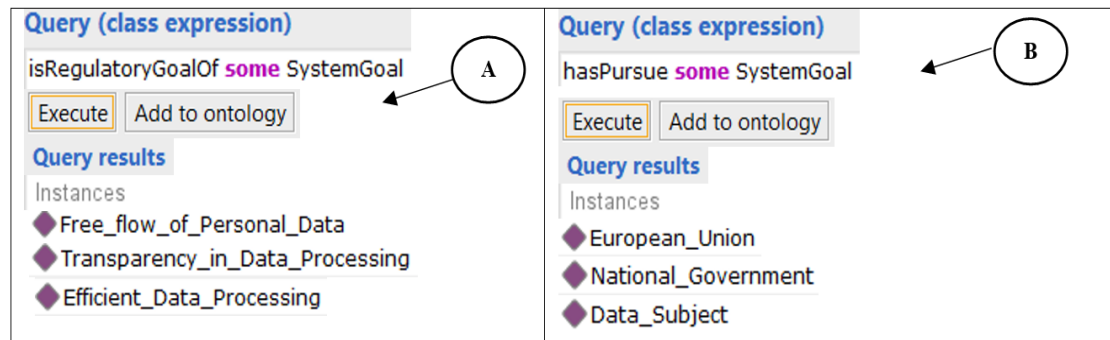 Query (class expression)
isRegulatoryGoalOf some SystemGoal
A
Execute
Add to ontology
Query results
Instances
Free_flow_of_Personal_Data
Transparency_in_Data_Processing
Efficient_Data_Processing
Query (class expression)
hasPursue some SystemGoal
B
Execute
Add to ontology
Query results
Instances
European_Union
National_Government
Data_Subject